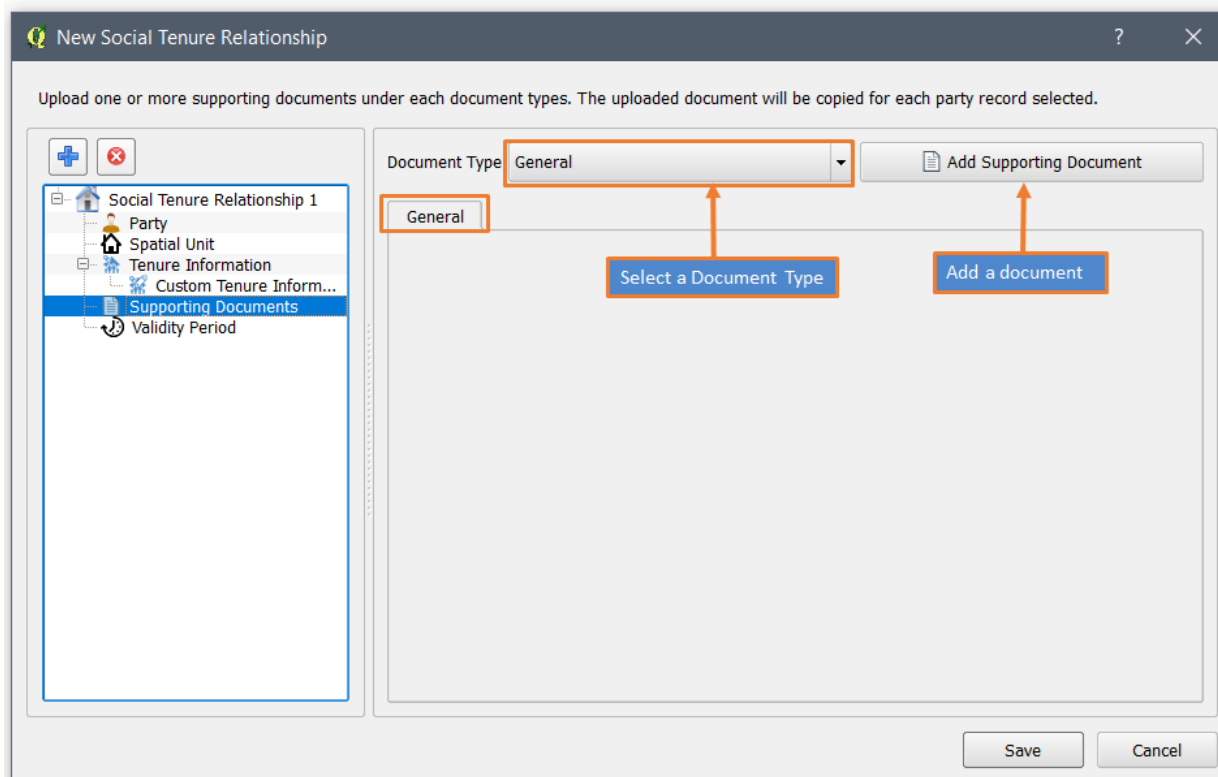 New Social Tenure Relationship
Upload one or more supporting documents under each document types. The uploaded document will be copied for each party record selected.
Document Type General Add Supporting Document
Social Tenure Relationship 1
Party
Spatial Unit
Tenure Information
Custom Tenure Inform...
Supporting Documents
Validity Period
General
Select a Document Type
Add a document
Save Cancel